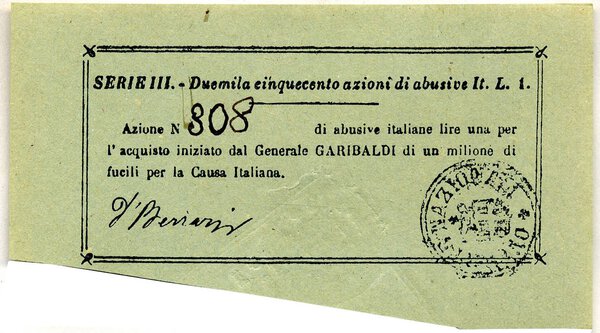 SERIE III. - Duemila cinquecento azioni di abusive It. L. 1.
Azione N 308 di abusive italiane lire una per
l'acquisto iniziato dal Generale GARIBALDI di un milione di
fucili per la Causa Italiana.